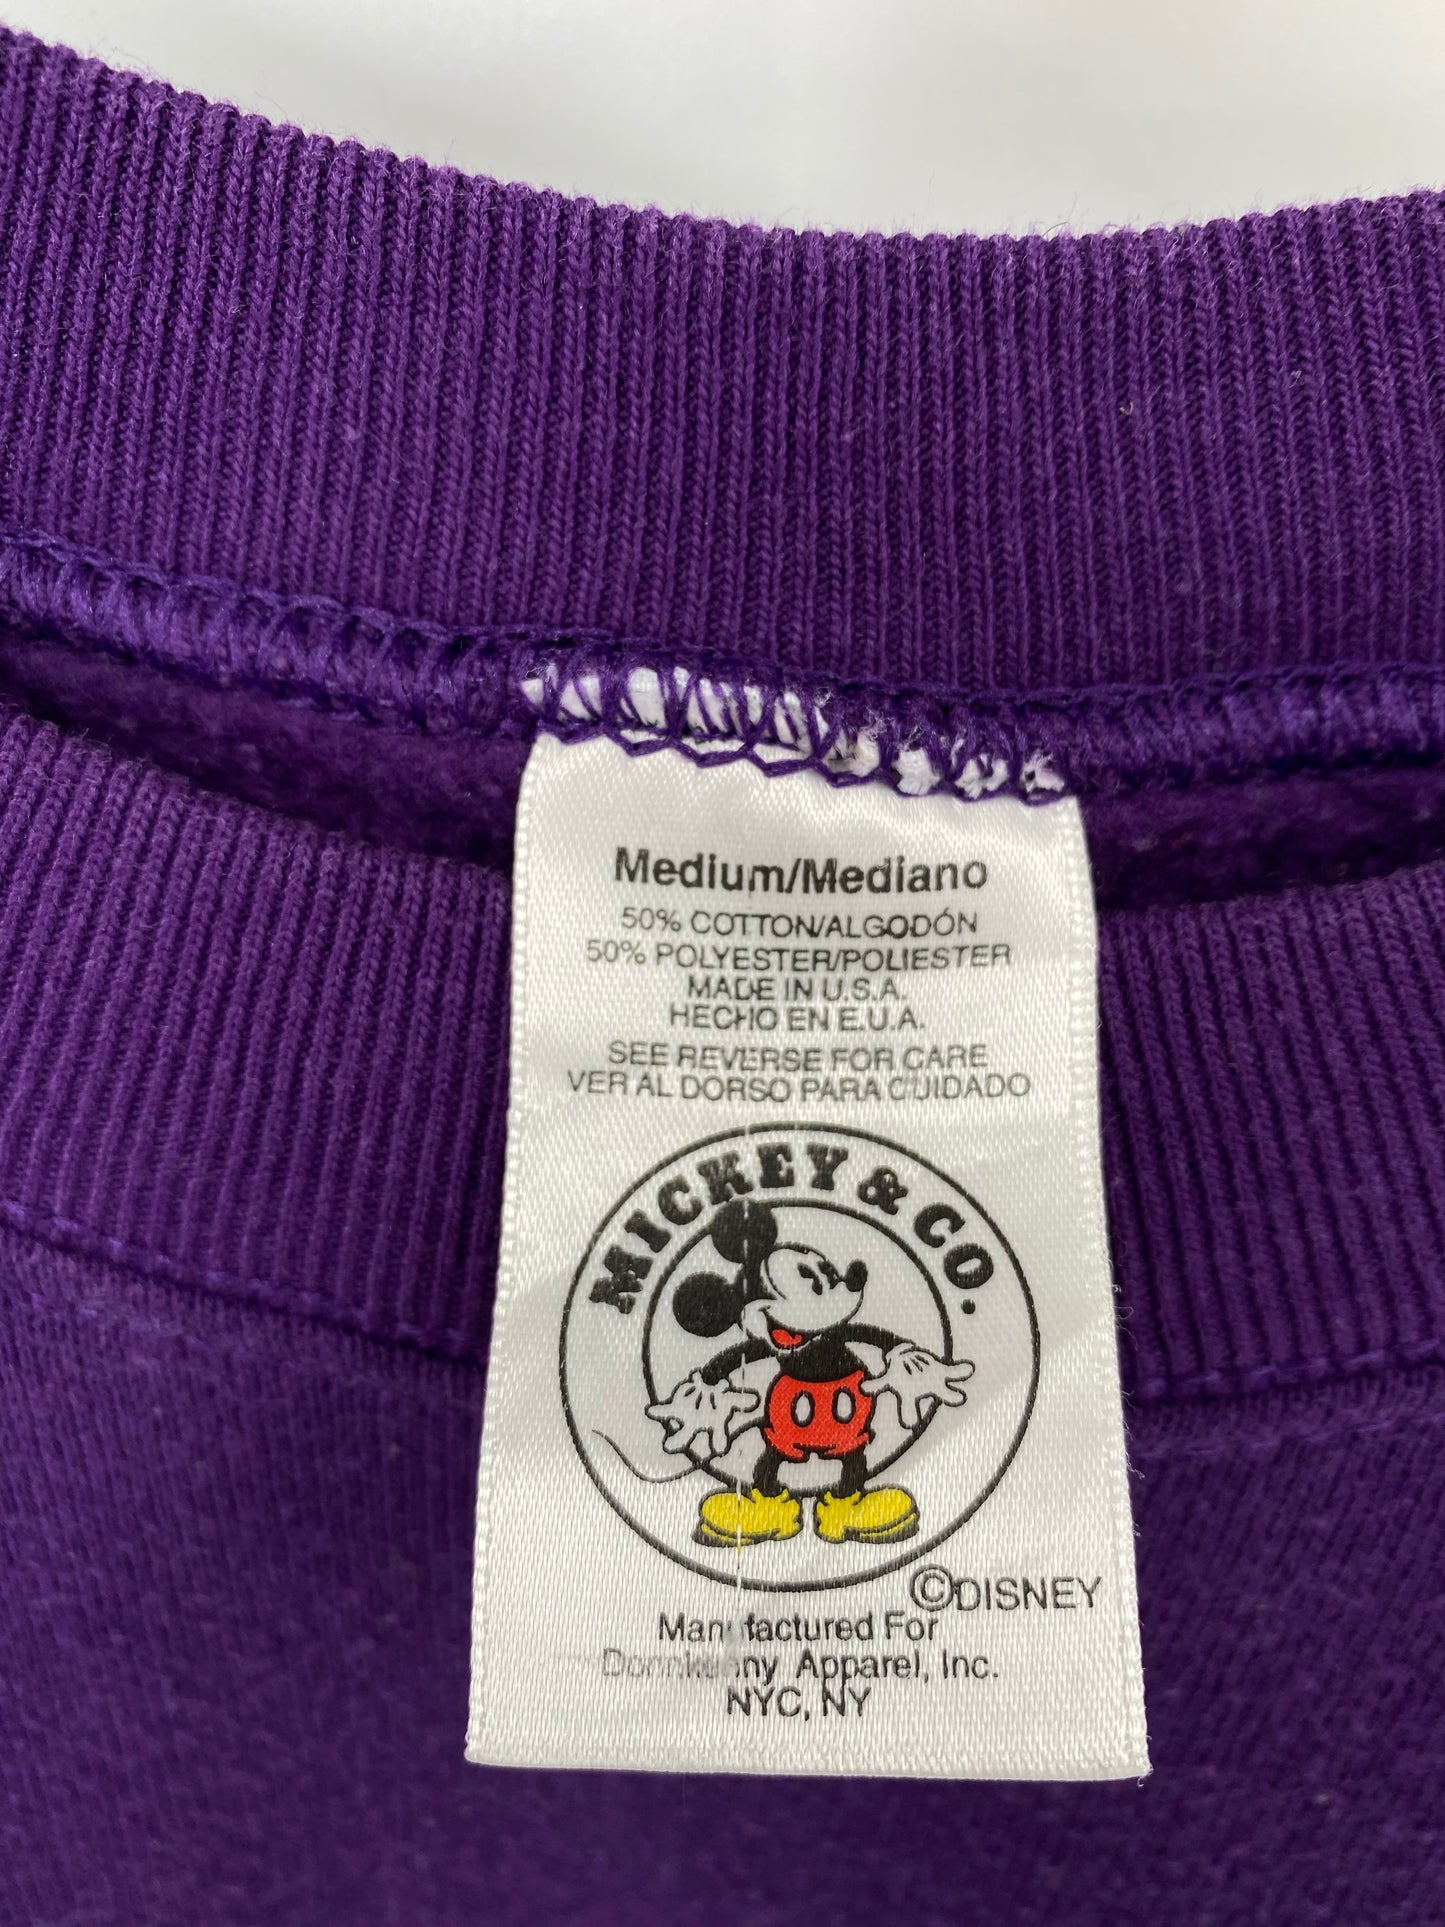 Medium/Mediano
50% COTTON/ALGODÓN
50% POLYESTER/POLIESTER
MADE IN U.S.A.
HECHO EN E.U.A.
SEE REVERSE FOR CARE
VER AL DORSO PARA CUIDADO
MICKEY & CO.
©DISNEY
Manufactured For
Donnkenny Apparel, Inc.
NYC, NY